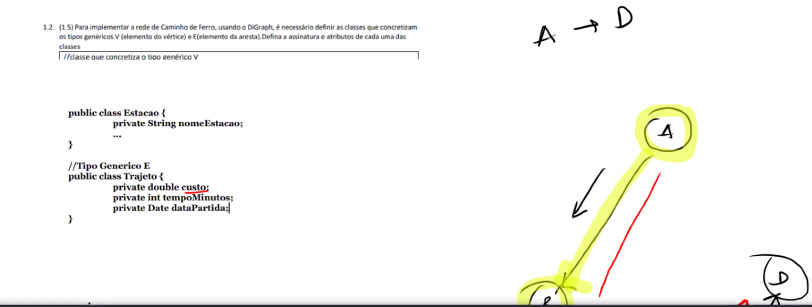 1.2. (1.5) Para implementar a rede de Caminho de Ferro, usando o DiGraph, é necessário definir as classes que concretizam
os tipos genéricos V (elemento do vértice) e E(elemento da aresta).Defina a assinatura e atributos de cada uma das
classes
//classe que concretiza o tipo genérico V
public class Estacao {
private String nomeEstacao;
...
}
//Tipo Generico E
public class Trajeto {
private double custo;
private int tempoMinutos;
private Date dataPartida;
}
A → D
A
D